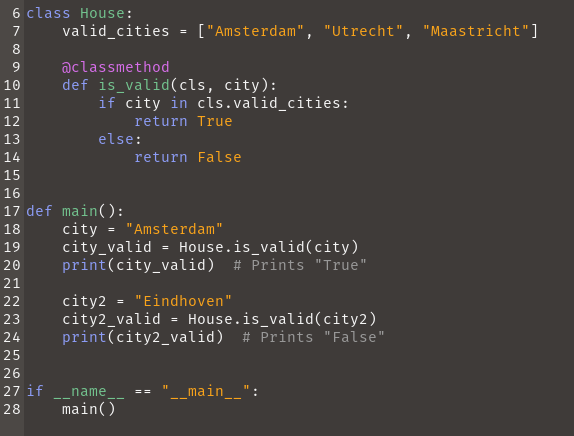 6 class House:
7     valid_cities = ["Amsterdam", "Utrecht", "Maastricht"]
8
9     @classmethod
10     def is_valid(cls, city):
11         if city in cls.valid_cities:
12             return True
13         else:
14             return False
15
16
17 def main():
18     city = "Amsterdam"
19     city_valid = House.is_valid(city)
20     print(city_valid)  # Prints "True"
21
22     city2 = "Eindhoven"
23     city2_valid = House.is_valid(city2)
24     print(city2_valid)  # Prints "False"
25
26
27 if __name__ == "__main__":
28     main()